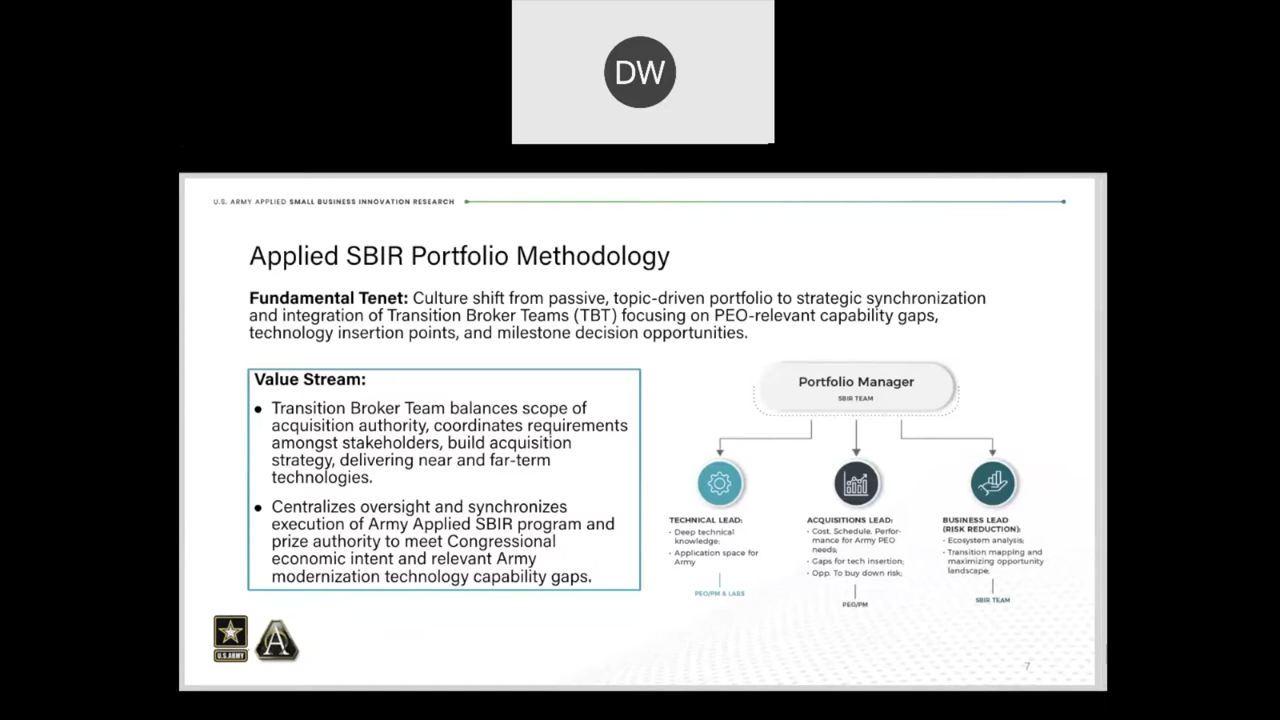 DW
U.S. ARMY APPLIED SMALL BUSINESS INNOVATION RESEARCH
Applied SBIR Portfolio Methodology
Fundamental Tenet: Culture shift from passive, topic-driven portfolio to strategic synchronization
and integration of Transition Broker Teams (TBT) focusing on PEO-relevant capability gaps,
technology insertion points, and milestone decision opportunities.
Value Stream:
● Transition Broker Team balances scope of
acquisition authority, coordinates requirements
amongst stakeholders, build acquisition
strategy, delivering near and far-term
technologies.
● Centralizes oversight and synchronizes
execution of Army Applied SBIR program and
prize authority to meet Congressional
economic intent and relevant Army
modernization technology capability gaps.
Portfolio Manager
SBIR TEAM
TECHNICAL LEAD:
• Deep technical
knowledge;
• Application space for
Army
PEO/PM & LABS
ACQUISITIONS LEAD:
• Cost, Schedule, Perfor-
mance for Army PEO
needs;
• Gaps for tech insertion;
• Opp. To buy down risk;
PEO/PM
BUSINESS LEAD
(RISK REDUCTION):
• Ecosystem analysis;
• Transition mapping and
maximizing opportunity
landscape.
SBIR TEAM
U.S. ARMY
A
7